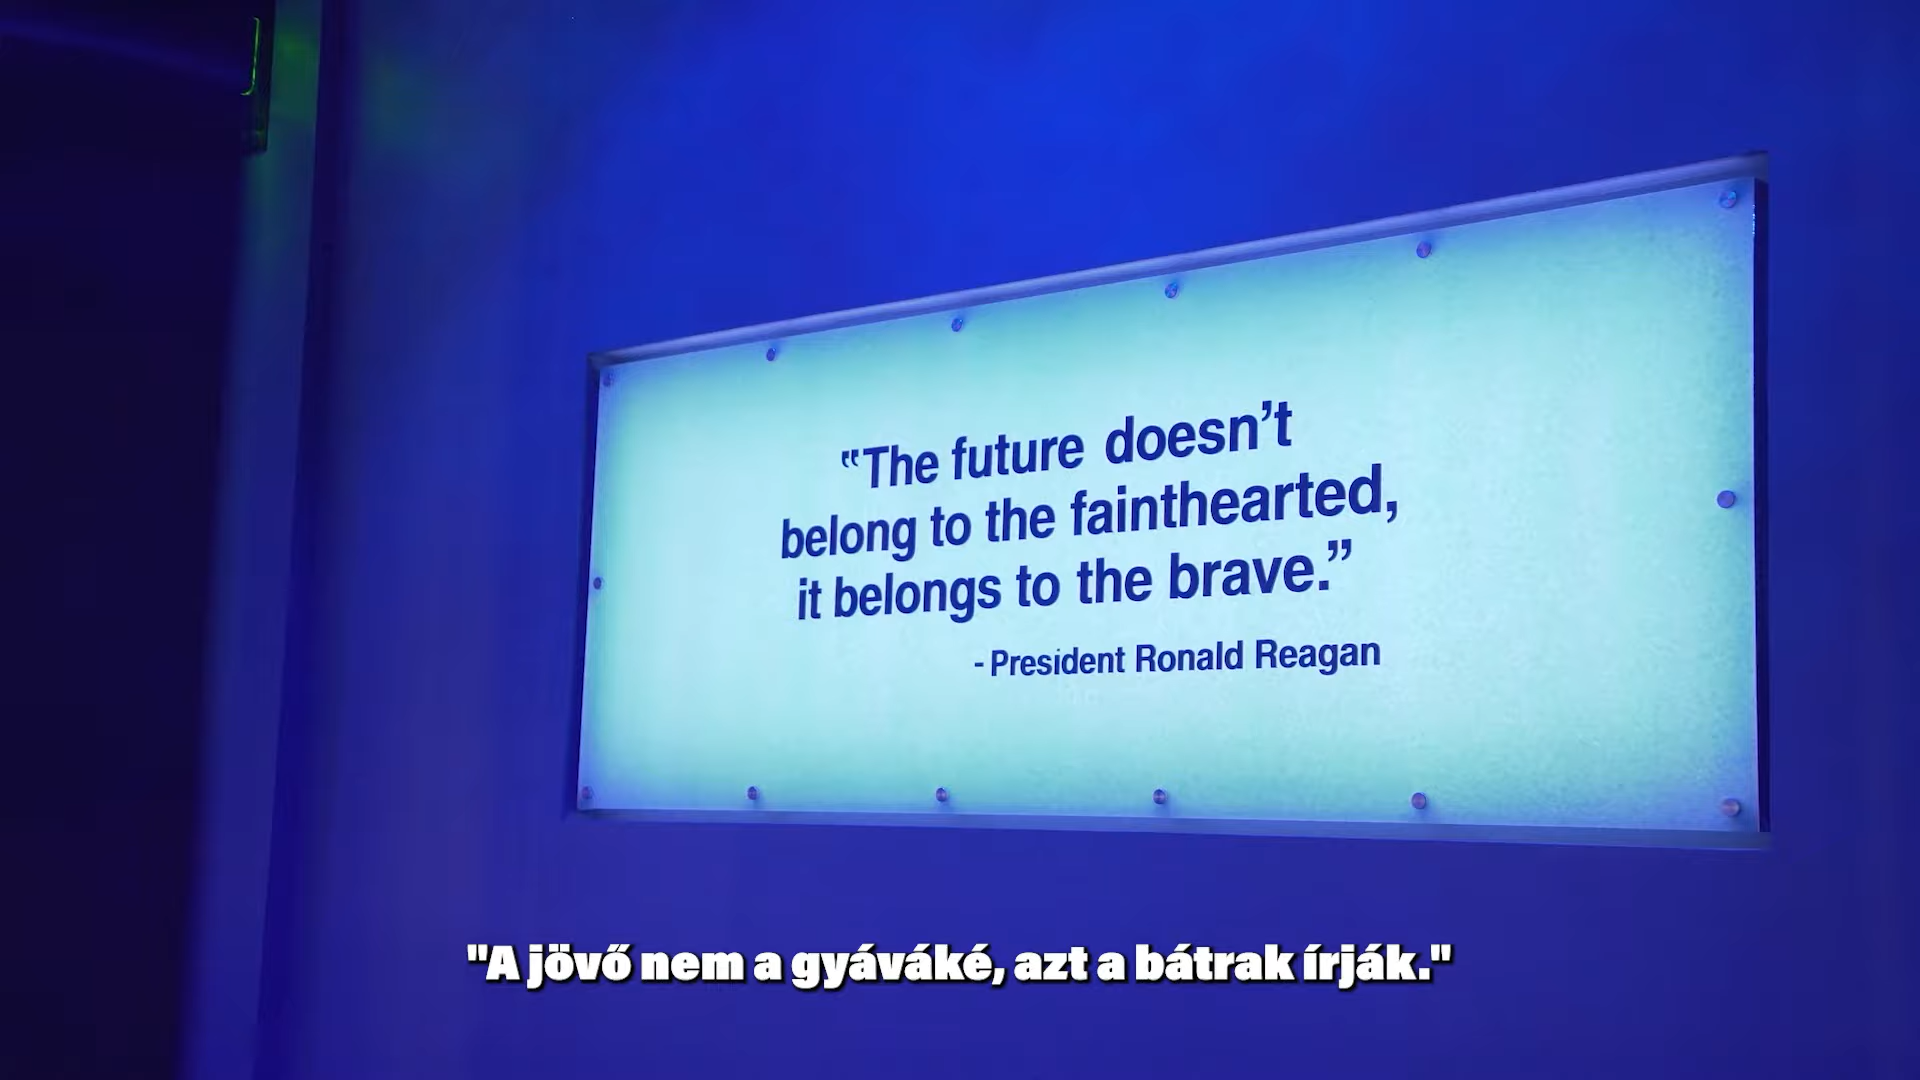 “The future doesn’t
belong to the fainthearted,
it belongs to the brave.”
- President Ronald Reagan
"A jövő nem a gyáváké, azt a bátrak írják."